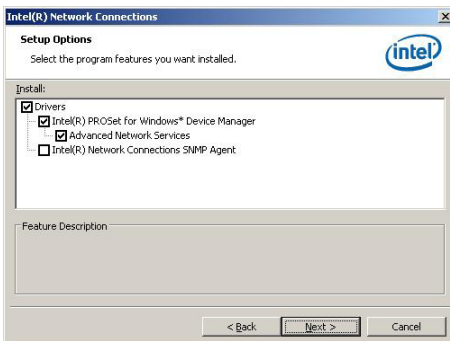 Intel(R) Network Connections
Setup Options
Select the program features you want installed.
intel
Install:
Drivers
Intel(R) PROSet for Windows* Device Manager
Advanced Network Services
Intel(R) Network Connections SNMP Agent
Feature Description
< Back
Next >
Cancel